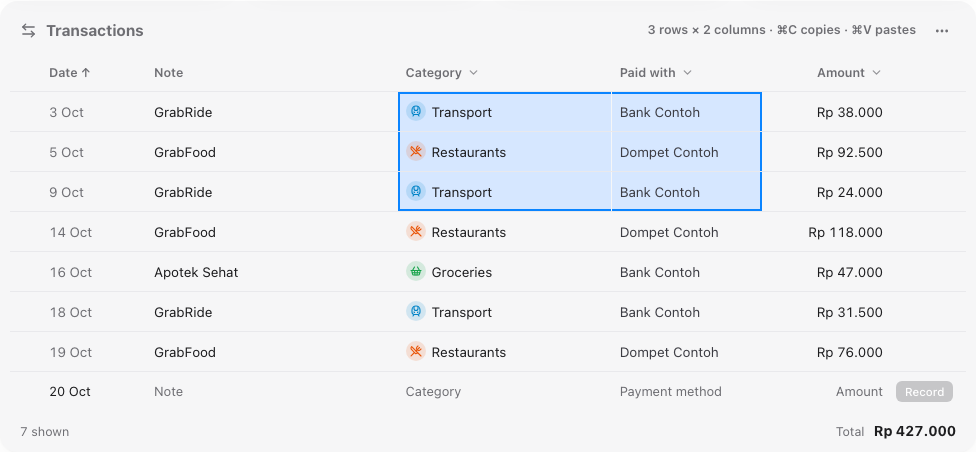 Transactions
3 rows × 2 columns · ⌘C copies · ⌘V pastes
Date ↑ Note Category Paid with Amount
3 Oct GrabRide Transport Bank Contoh Rp 38.000
5 Oct GrabFood Restaurants Dompet Contoh Rp 92.500
9 Oct GrabRide Transport Bank Contoh Rp 24.000
14 Oct GrabFood Restaurants Dompet Contoh Rp 118.000
16 Oct Apotek Sehat Groceries Bank Contoh Rp 47.000
18 Oct GrabRide Transport Bank Contoh Rp 31.500
19 Oct GrabFood Restaurants Dompet Contoh Rp 76.000
20 Oct Note Category Payment method Amount Record
7 shown Total Rp 427.000